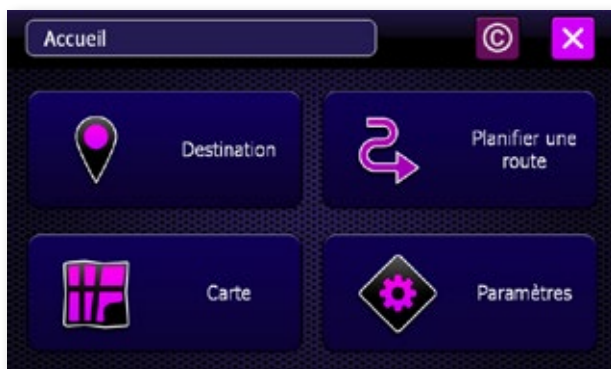 Accueil
©
Destination
Planifier une
route
Carte
Paramètres